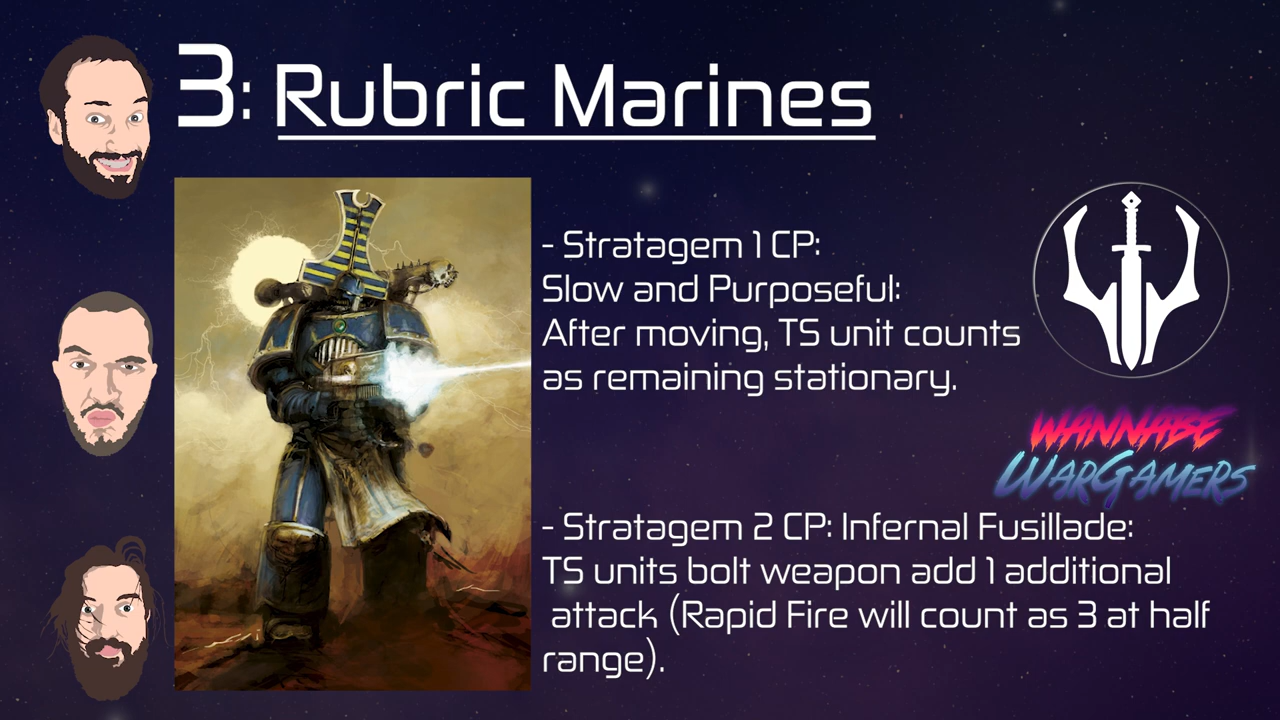 3: Rubric Marines
- Stratagem 1 CP:
Slow and Purposeful:
After moving, TS unit counts
as remaining stationary.
WANNABE
WARGAMERS
- Stratagem 2 CP: Infernal Fusillade:
TS units bolt weapon add 1 additional
attack (Rapid Fire will count as 3 at half
range).